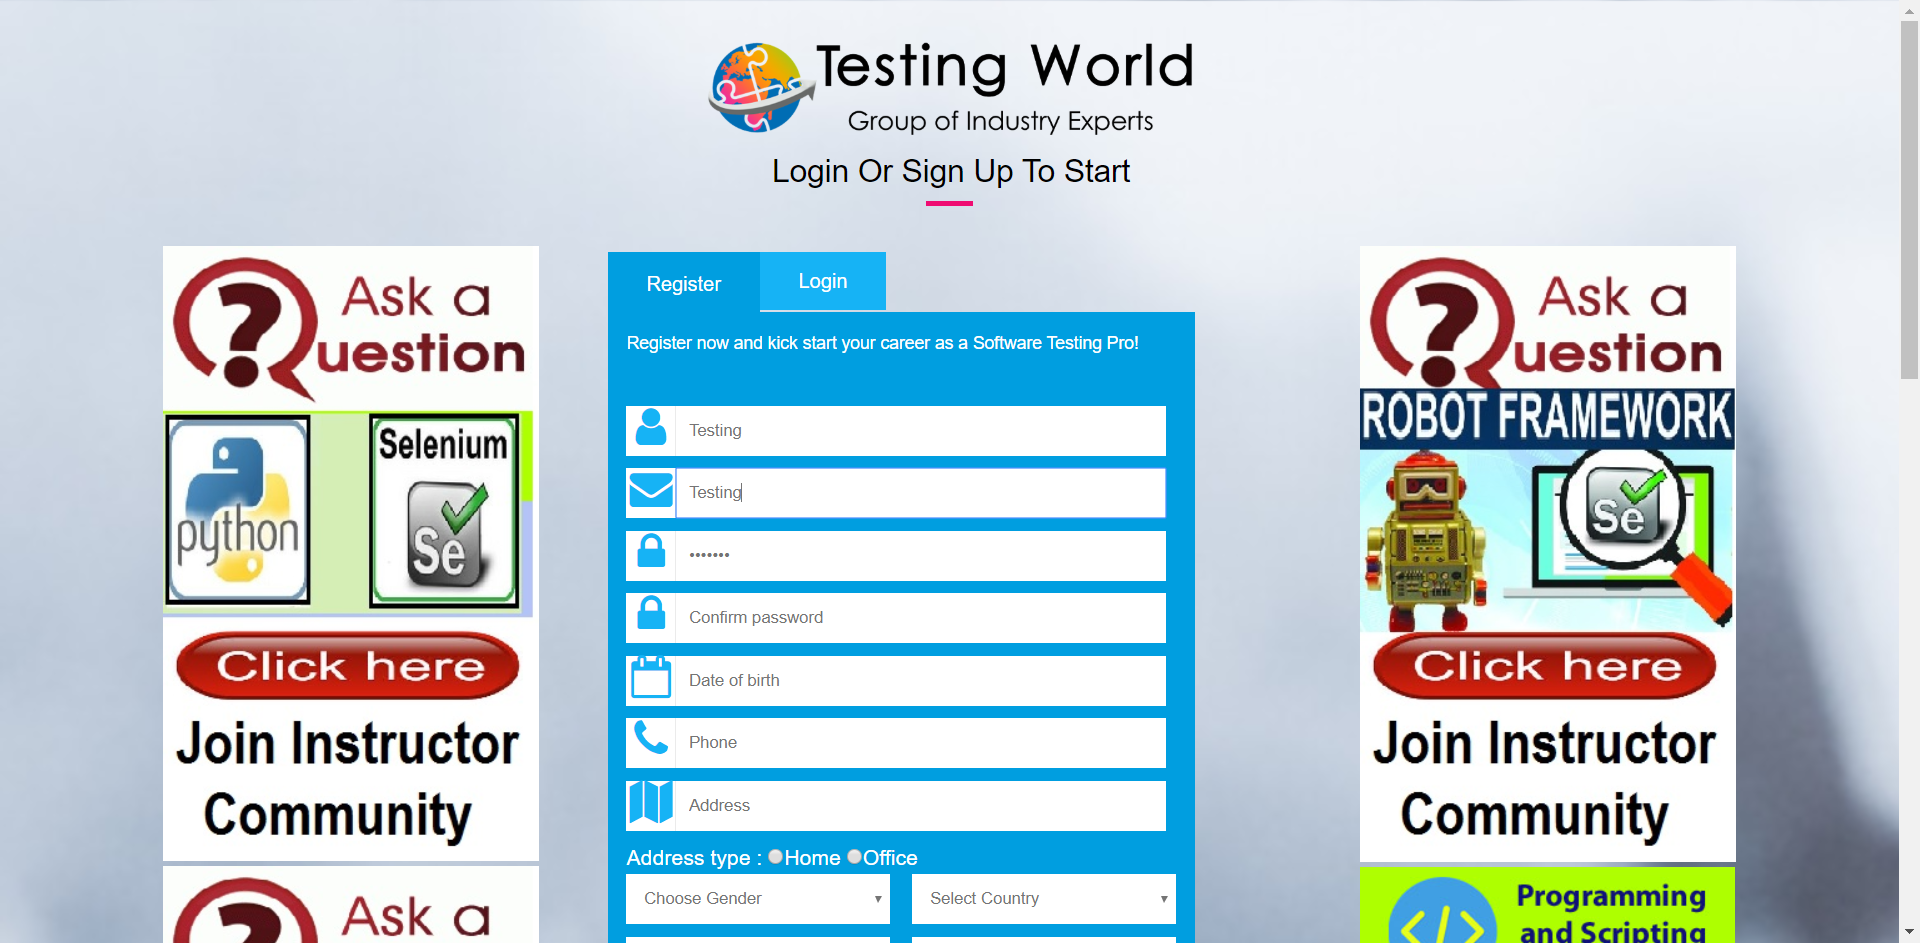 Testing World
Group of Industry Experts
Login Or Sign Up To Start
Ask a
Question
python
Selenium
Se
Click here
Join Instructor
Community
Ask a
Register
Login
Register now and kick start your career as a Software Testing Pro!
Testing
Testing
•••••••
Confirm password
Date of birth
Phone
Address
Address type : Home Office
Choose Gender
Select Country
Ask a
Question
ROBOT FRAMEWORK
Se
Click here
Join Instructor
Community
Programming
and Scripting